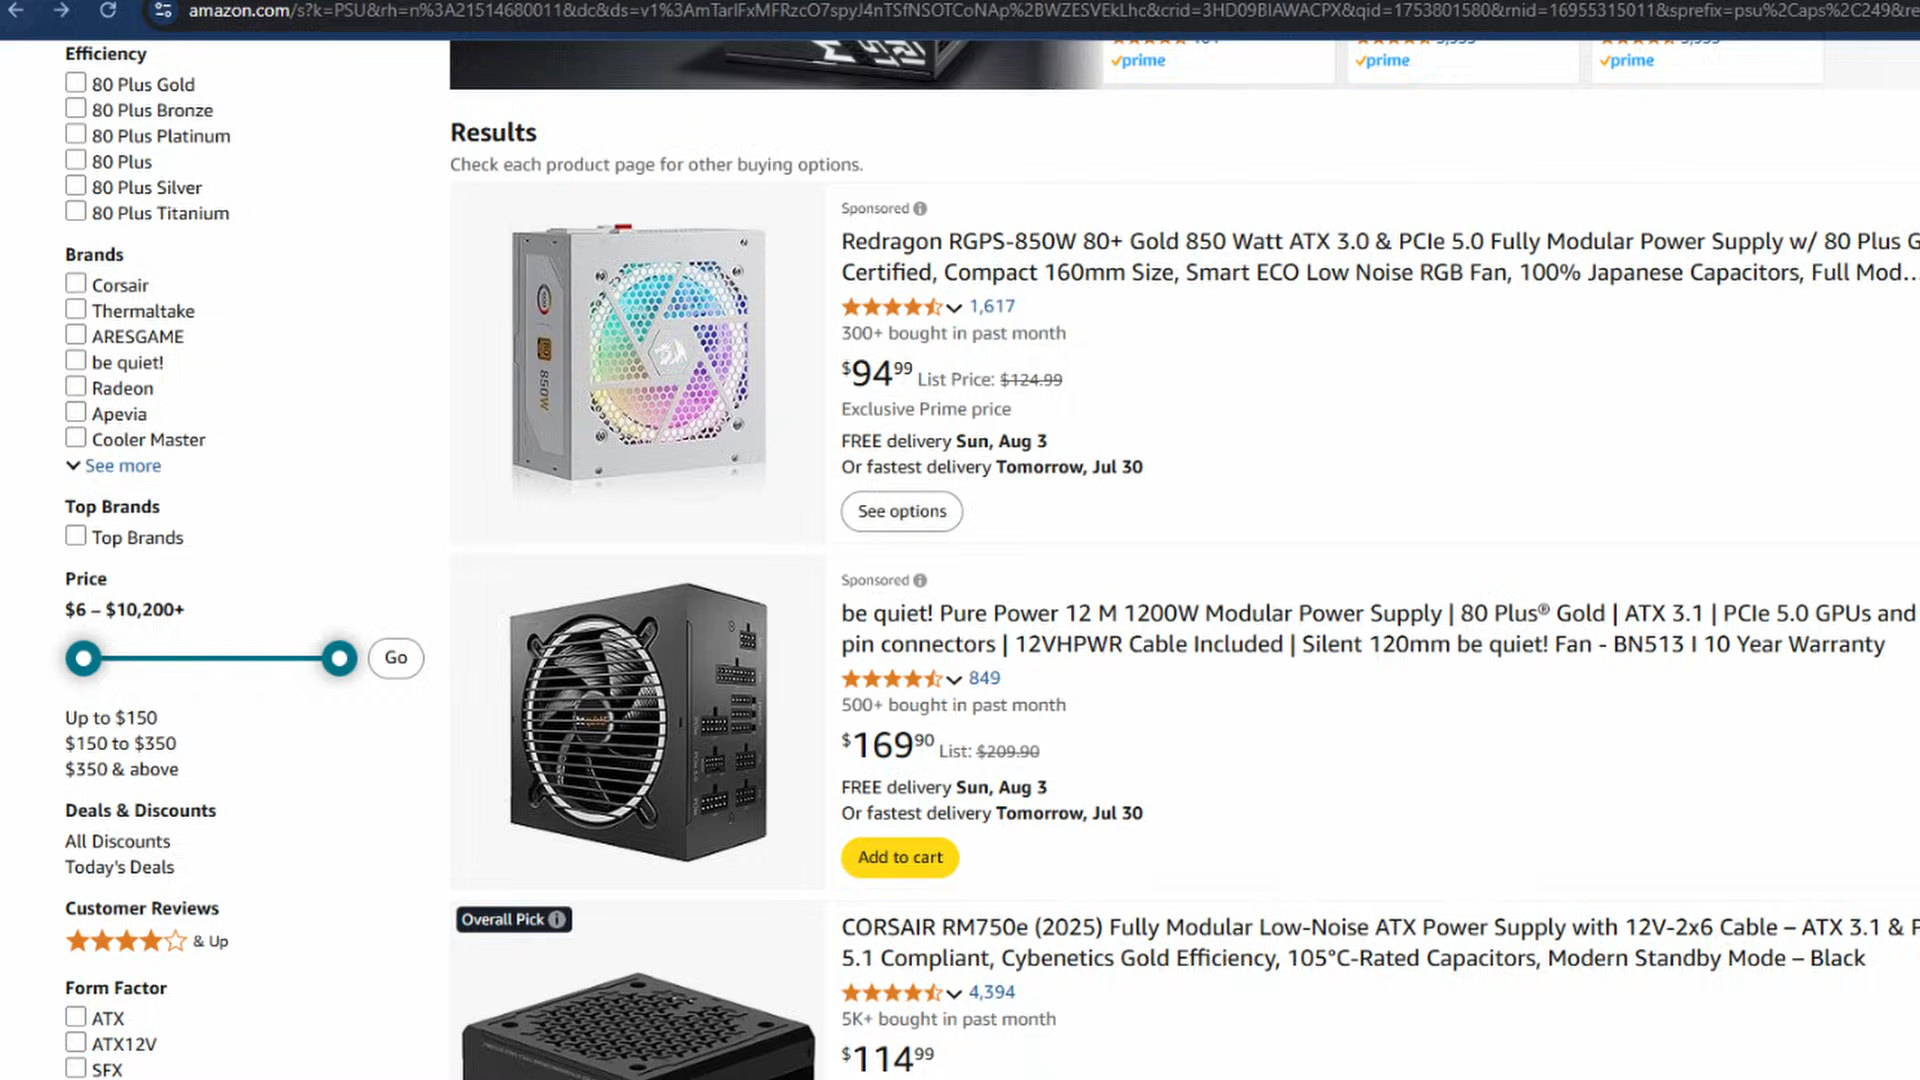 amazon.com/s?k=PSU&rh=n%3A21514680011&dc&ds=v1%3AmTarlFxMFRzcO7spyJ4nTSfNSOTCoNAp%2BWZESVEkLhc&crid=3HD09BIAWACPX&qid=1753801580&rnid=16955315011&sprefix=psu%2Caps%2C249&re
Efficiency
80 Plus Gold
80 Plus Bronze
80 Plus Platinum
80 Plus
80 Plus Silver
80 Plus Titanium
Brands
Corsair
Thermaltake
ARESGAME
be quiet!
Radeon
Apevia
Cooler Master
See more
Top Brands
Top Brands
Price
$6 – $10,200+
Go
Up to $150
$150 to $350
$350 & above
Deals & Discounts
All Discounts
Today's Deals
Customer Reviews
& Up
Form Factor
ATX
ATX12V
SFX
prime
prime
prime
Results
Check each product page for other buying options.
850W
Sponsored
Redragon RGPS-850W 80+ Gold 850 Watt ATX 3.0 & PCIe 5.0 Fully Modular Power Supply w/ 80 Plus G
Certified, Compact 160mm Size, Smart ECO Low Noise RGB Fan, 100% Japanese Capacitors, Full Mod…
1,617
300+ bought in past month
$94.99 List Price: $124.99
Exclusive Prime price
FREE delivery Sun, Aug 3
Or fastest delivery Tomorrow, Jul 30
See options
Sponsored
be quiet! Pure Power 12 M 1200W Modular Power Supply | 80 Plus® Gold | ATX 3.1 | PCIe 5.0 GPUs and
pin connectors | 12VHPWR Cable Included | Silent 120mm be quiet! Fan - BN513 I 10 Year Warranty
849
500+ bought in past month
$169.90 List: $209.90
FREE delivery Sun, Aug 3
Or fastest delivery Tomorrow, Jul 30
Add to cart
Overall Pick
CORSAIR RM750e (2025) Fully Modular Low-Noise ATX Power Supply with 12V-2x6 Cable – ATX 3.1 & P
5.1 Compliant, Cybenetics Gold Efficiency, 105°C-Rated Capacitors, Modern Standby Mode – Black
4,394
5K+ bought in past month
$114.99